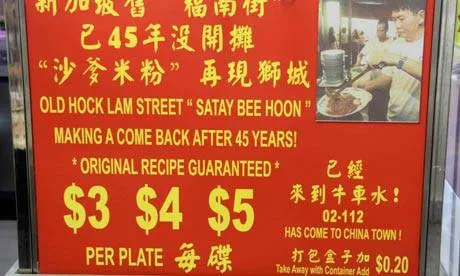 新加坡舊 "福南街"
已45年没開攤
"沙爹米粉" 再現獅城
OLD HOCK LAM STREET " SATAY BEE HOON "
MAKING A COME BACK AFTER 45 YEARS!
* ORIGINAL RECIPE GUARANTEED *
$3 $4 $5
PER PLATE 每碟
已經
來到牛車水!
02-112
HAS COME TO CHINA TOWN !
打包盒子加
Take Away with Container Add $0.20